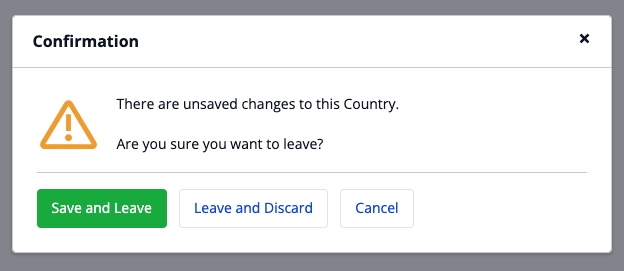 Confirmation
There are unsaved changes to this Country.
Are you sure you want to leave?
Save and Leave
Leave and Discard
Cancel